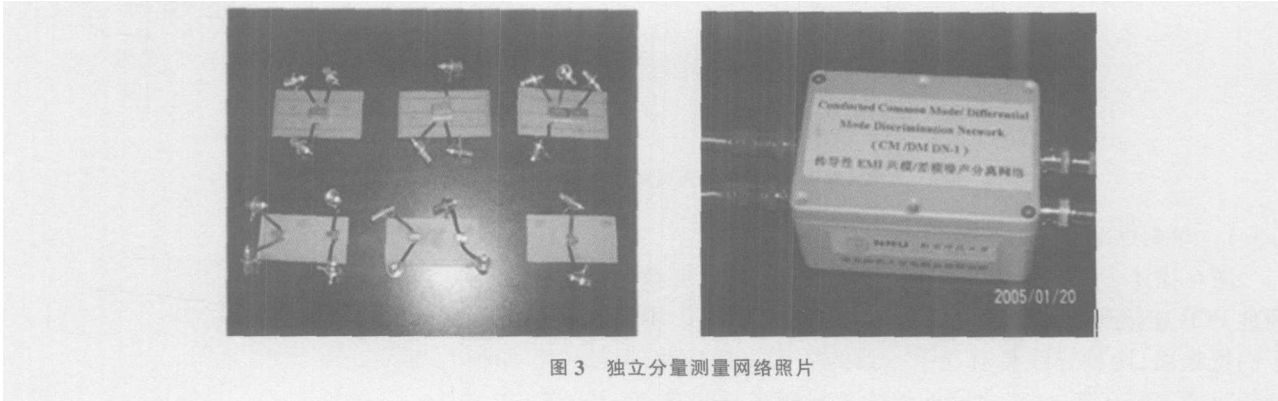 Conducted Common Mode/ Differential
Mode Discrimination Network
( CM /DM DN-1 )
传导性 EMI 共模/差模噪声分离网络
NNU
2005/01/20
图 3 独立分量测量网络照片